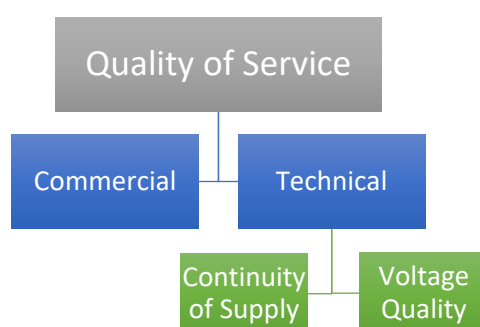 Quality of Service
Commercial
Technical
Continuity
of Supply
Voltage
Quality